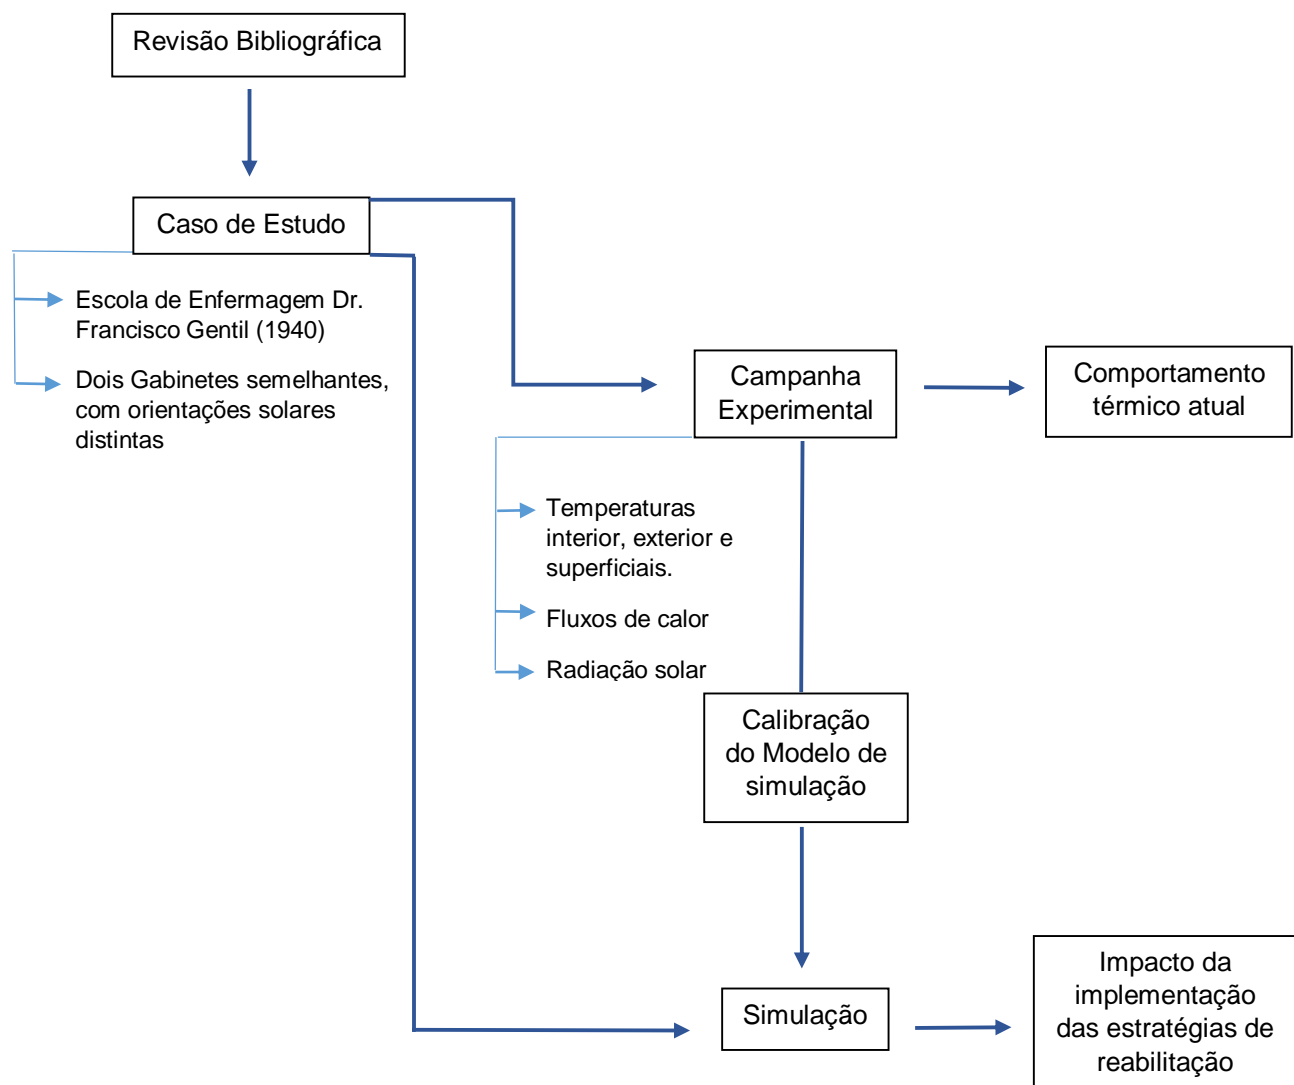 Revisão Bibliográfica
Caso de Estudo
Escola de Enfermagem Dr.
Francisco Gentil (1940)
Dois Gabinetes semelhantes,
com orientações solares
distintas
Campanha
Experimental
Comportamento
térmico atual
Temperaturas
interior, exterior e
superficiais.
Fluxos de calor
Radiação solar
Calibração
do Modelo de
simulação
Simulação
Impacto da
implementação
das estratégias de
reabilitação